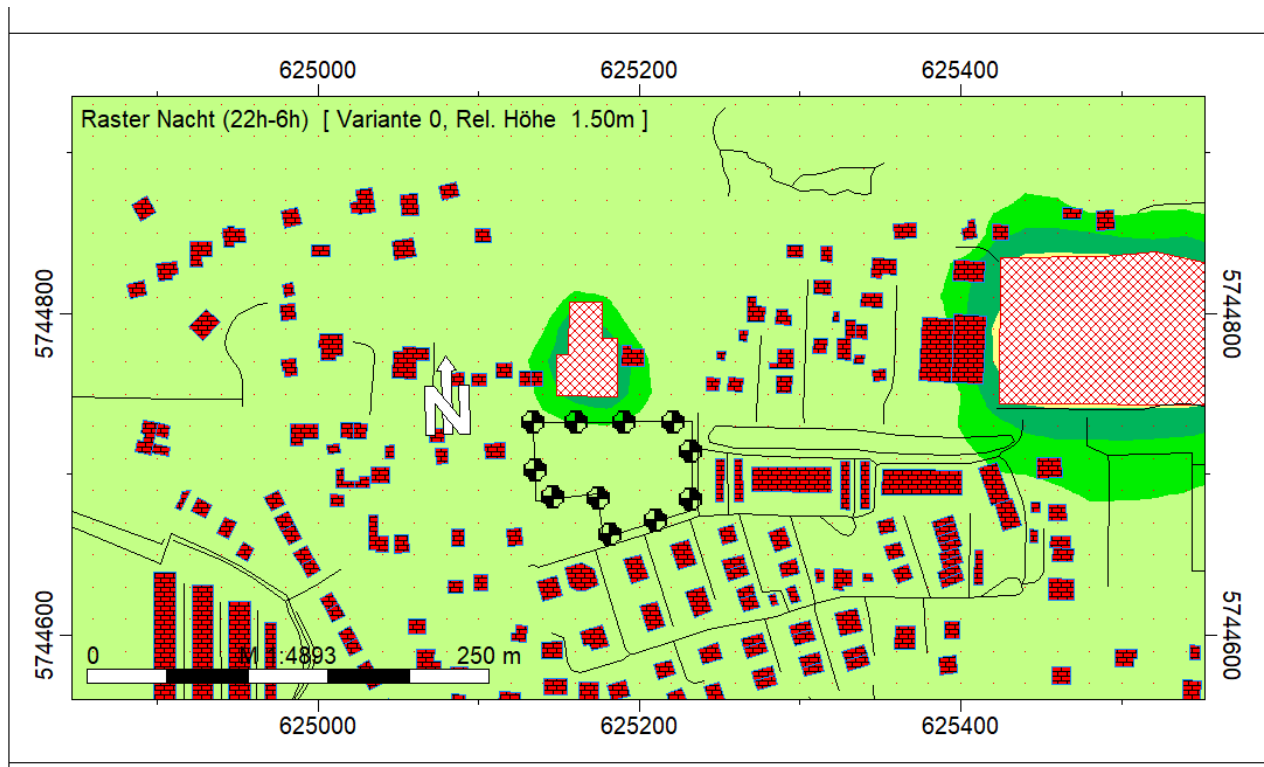 625000 625200 625400
Raster Nacht (22h-6h) [ Variante 0, Rel. Höhe 1.50m ]
5744800 5744800
N
5744600 5744600
0 M 1:4893 250 m
625000 625200 625400